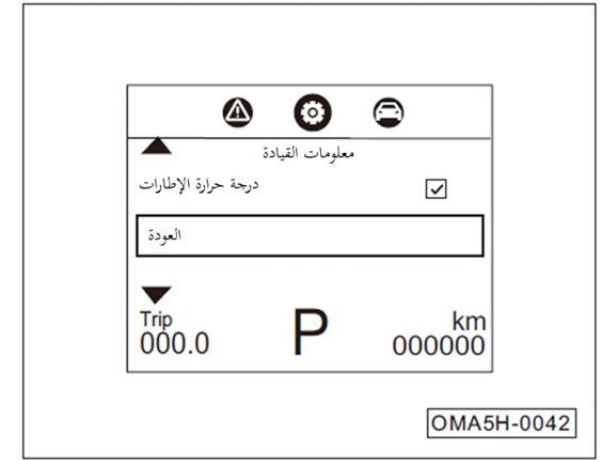 معلومات القيادة
درجة حرارة الإطارات
العودة
Trip
km
000.0
P
000000
OMA5H-0042